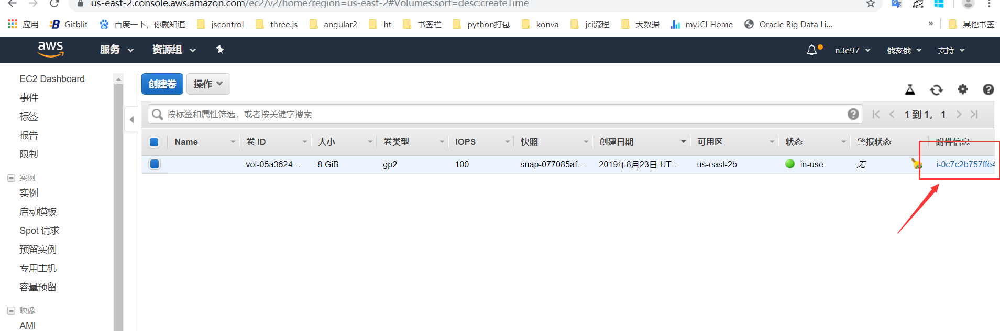 us-east-2.console.aws.amazon.com/ec2/v2/home?region=us-east-2#Volumes:sort=desc:createTime
应用 Gitblit 百度一下，你就知道 jscontrol three.js angular2 ht 书签栏 python打包 konva jci流程 大数据 myJCI Home Oracle Big Data Li... » 其他书签
aws 服务 资源组 n3e97 俄亥俄 支持
EC2 Dashboard
事件
标签
报告
限制
实例
实例
启动模板
Spot 请求
预留实例
专用主机
容量预留
映像
AMI
创建卷 操作
按标签和属性筛选，或者按关键字搜索 1 到 1， 1
Name 卷 ID 大小 卷类型 IOPS 快照 创建日期 可用区 状态 警报状态 附件信息
vol-05a3624... 8 GiB gp2 100 snap-077085af... 2019年8月23日 UT... us-east-2b in-use 无 i-0c7c2b757ffe4